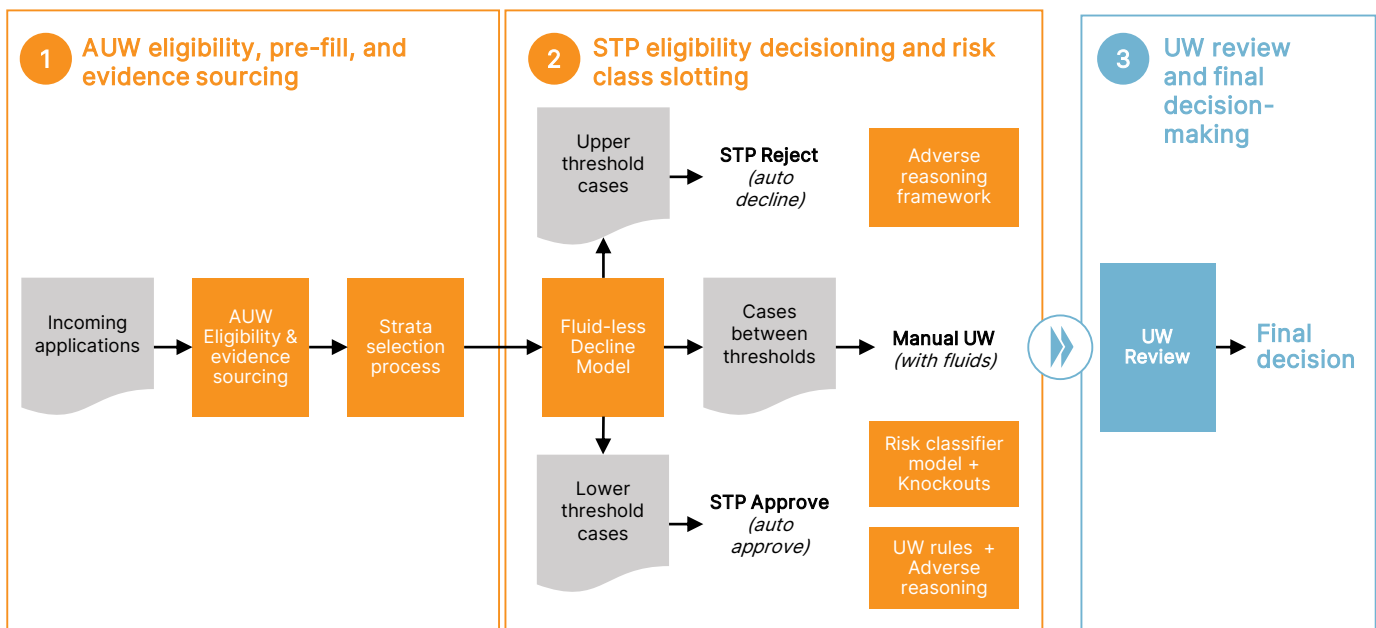 1
AUW eligibility, pre-fill, and
evidence sourcing
Incoming
applications
AUW
Eligibility &
evidence
sourcing
Strata
selection
process
2
STP eligibility decisioning and risk
class slotting
Upper
threshold
cases
STP Reject
(auto
decline)
Adverse
reasoning
framework
Fluid-less
Decline
Model
Cases
between
thresholds
Manual UW
(with fluids)
Lower
threshold
cases
STP Approve
(auto
approve)
Risk classifier
model +
Knockouts
UW rules +
Adverse
reasoning
3
UW review
and final
decision-
making
UW
Review
Final
decision